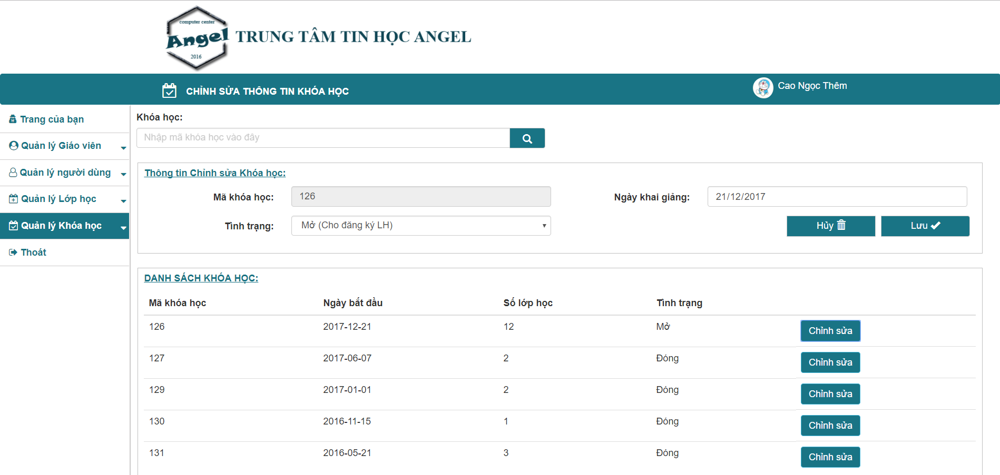 computer center
Angel
2016
TRUNG TÂM TIN HỌC ANGEL
CHỈNH SỬA THÔNG TIN KHÓA HỌC
Cao Ngọc Thêm
Trang của bạn
Quản lý Giáo viên
Quản lý người dùng
Quản lý Lớp học
Quản lý Khóa học
Thoát
Khóa học:
Nhập mã khóa học vào đây
Thông tin Chỉnh sửa Khóa học:
Mã khóa học: 126 Ngày khai giảng: 21/12/2017
Tình trạng: Mở (Cho đăng ký LH) Hủy Lưu
DANH SÁCH KHÓA HỌC:
Mã khóa học Ngày bắt đầu Số lớp học Tình trạng
126 2017-12-21 12 Mở Chỉnh sửa
127 2017-06-07 2 Đóng Chỉnh sửa
129 2017-01-01 2 Đóng Chỉnh sửa
130 2016-11-15 1 Đóng Chỉnh sửa
131 2016-05-21 3 Đóng Chỉnh sửa